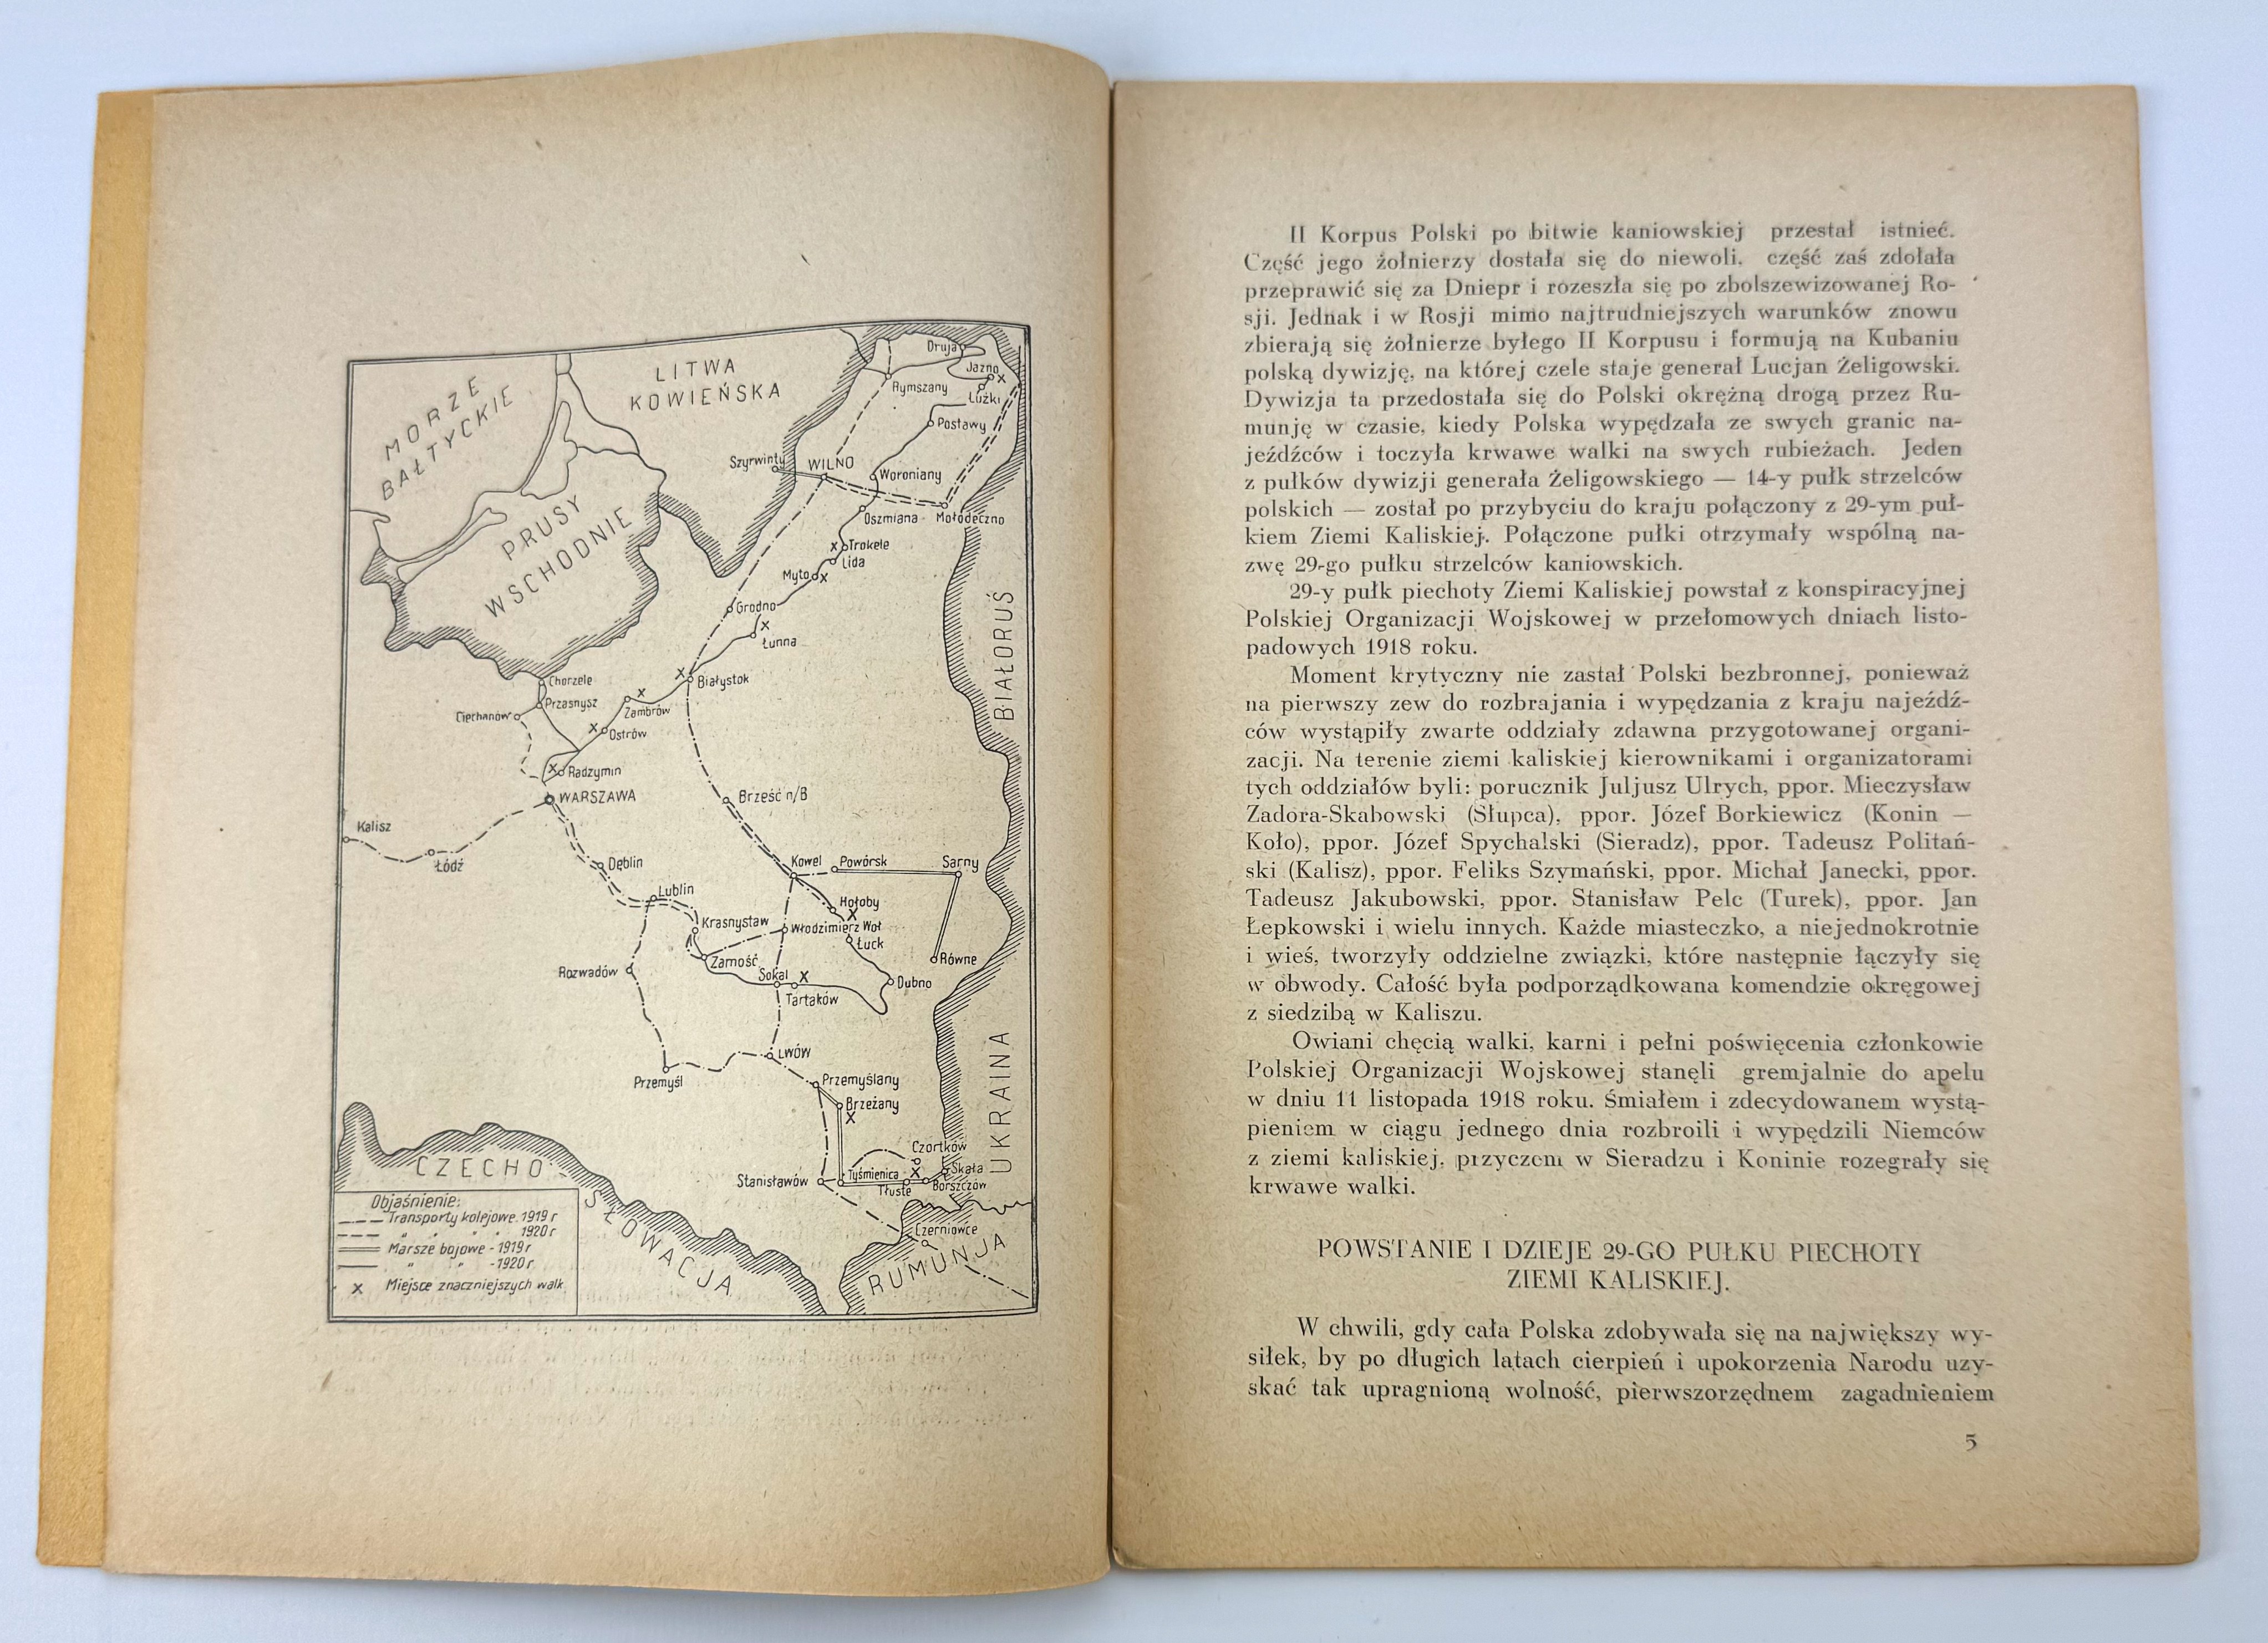 MORZE
BAŁTYCKIE
LITWA
KOWIEŃSKA
PRUSY
WSCHODNIE
BIAŁORUŚ
UKRAINA
CZECHO
SŁOWACJA
RUMUNJA
Druja
Jazno
Rymszany
Łużki
Postawy
Szyrwinty
WILNO
Woroniany
Oszmiana
Mołodeczno
Trokele
Lida
Myto
Grodno
Łunna
Białystok
Chorzele
Przasnysz
Ciechanów
Zambrów
Ostrów
Radzymin
WARSZAWA
Brześć n/B
Kalisz
Łódź
Dęblin
Kowel
Powórsk
Sarny
Lublin
Hołoby
Krasnystaw
Włodzimierz Woł
Łuck
Zamość
Równe
Rozwadów
Sokal
Dubno
Tartaków
LWÓW
Przemyśl
Przemyślany
Brzeżany
Czortków
Stanisławów
Tyśmienica
Skała
Tłuste
Borszczów
Czerniowce
Objaśnienie:
Transporty kolejowe 1919 r
" " " 1920 r
Marsze bojowe - 1919 r
" " - 1920 r.
x Miejsce znaczniejszych walk
II Korpus Polski po bitwie kaniowskiej przestał istnieć.
Część jego żołnierzy dostała się do niewoli, część zaś zdołała
przeprawić się za Dniepr i rozeszła się po zbolszewizowanej Ro-
sji. Jednak i w Rosji mimo najtrudniejszych warunków znowu
zbierają się żołnierze byłego II Korpusu i formują na Kubaniu
polską dywizję, na której czele staje generał Lucjan Żeligowski.
Dywizja ta przedostała się do Polski okrężną drogą przez Ru-
munję w czasie, kiedy Polska wypędzała ze swych granic na-
jeźdźców i toczyła krwawe walki na swych rubieżach. Jeden
z pułków dywizji generała Żeligowskiego — 14-y pułk strzelców
polskich — został po przybyciu do kraju połączony z 29-ym puł-
kiem Ziemi Kaliskiej. Połączone pułki otrzymały wspólną na-
zwę 29-go pułku strzelców kaniowskich.
29-y pułk piechoty Ziemi Kaliskiej powstał z konspiracyjnej
Polskiej Organizacji Wojskowej w przełomowych dniach listo-
padowych 1918 roku.
Moment krytyczny nie zastał Polski bezbronnej, ponieważ
na pierwszy zew do rozbrajania i wypędzania z kraju najeźdź-
ców wystąpiły zwarte oddziały zdawna przygotowanej organi-
zacji. Na terenie ziemi kaliskiej kierownikami i organizatorami
tych oddziałów byli: porucznik Juljusz Ulrych, ppor. Mieczysław
Zadora-Skabowski (Słupca), ppor. Józef Borkiewicz (Konin —
Koło), ppor. Józef Spychalski (Sieradz), ppor. Tadeusz Politań-
ski (Kalisz), ppor. Feliks Szymański, ppor. Michał Janecki, ppor.
Tadeusz Jakubowski, ppor. Stanisław Pelc (Turek), ppor. Jan
Łepkowski i wielu innych. Każde miasteczko, a niejednokrotnie
i wieś, tworzyły oddzielne związki, które następnie łączyły się
w obwody. Całość była podporządkowana komendzie okręgowej
z siedzibą w Kaliszu.
Owiani chęcią walki, karni i pełni poświęcenia członkowie
Polskiej Organizacji Wojskowej stanęli gremjalnie do apelu
w dniu 11 listopada 1918 roku. Śmiałem i zdecydowanem wystą-
pieniem w ciągu jednego dnia rozbroili i wypędzili Niemców
z ziemi kaliskiej, przyczem w Sieradzu i Koninie rozegrały się
krwawe walki.
POWSTANIE I DZIEJE 29-GO PUŁKU PIECHOTY
ZIEMI KALISKIEJ.
W chwili, gdy cała Polska zdobywała się na największy wy-
siłek, by po długich latach cierpień i upokorzenia Narodu uzy-
skać tak upragnioną wolność, pierwszorzędnem zagadnieniem
5